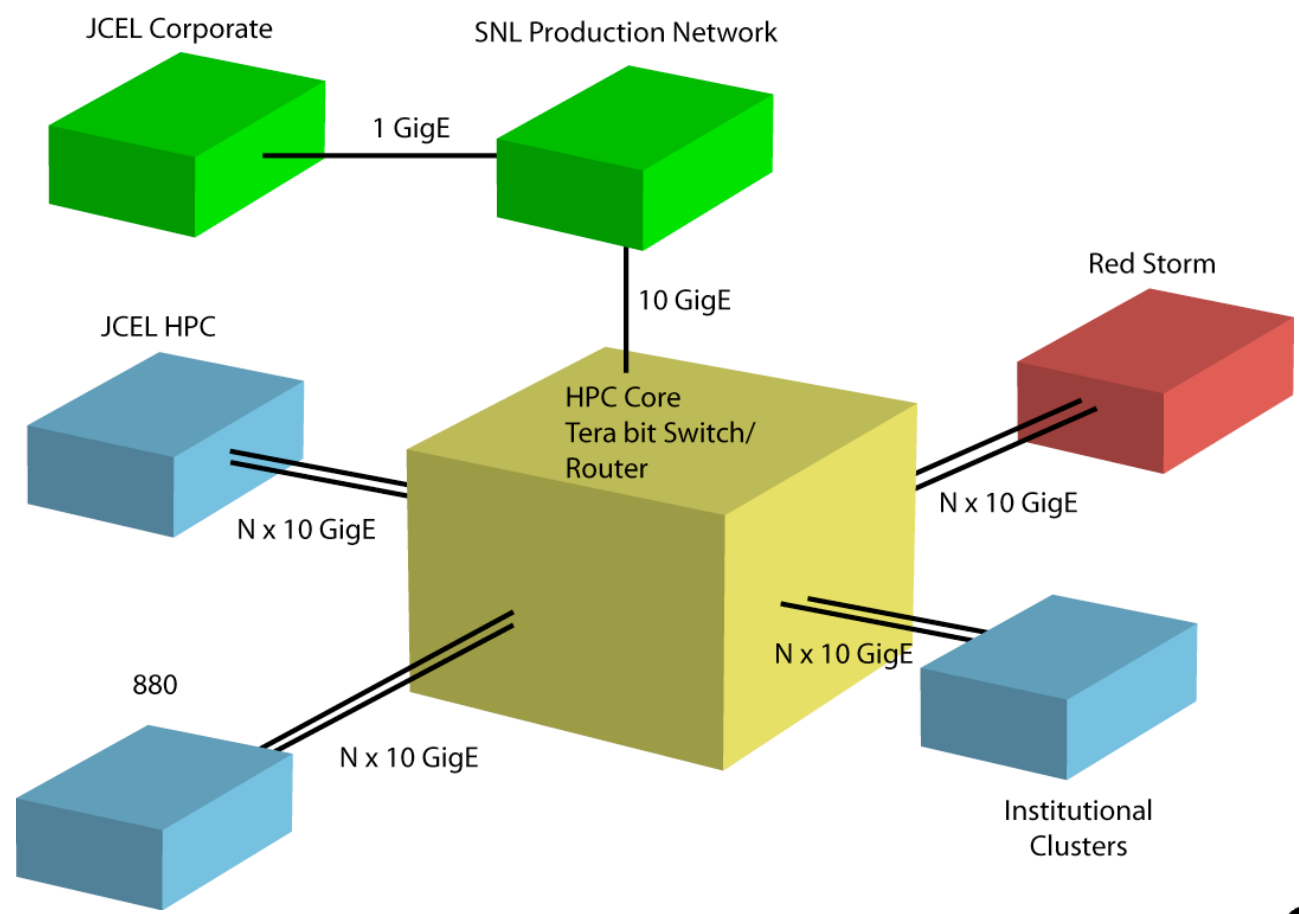 JCEL Corporate
SNL Production Network
1 GigE
10 GigE
Red Storm
JCEL HPC
HPC Core
Tera bit Switch/
Router
N x 10 GigE
N x 10 GigE
N x 10 GigE
880
N x 10 GigE
Institutional
Clusters